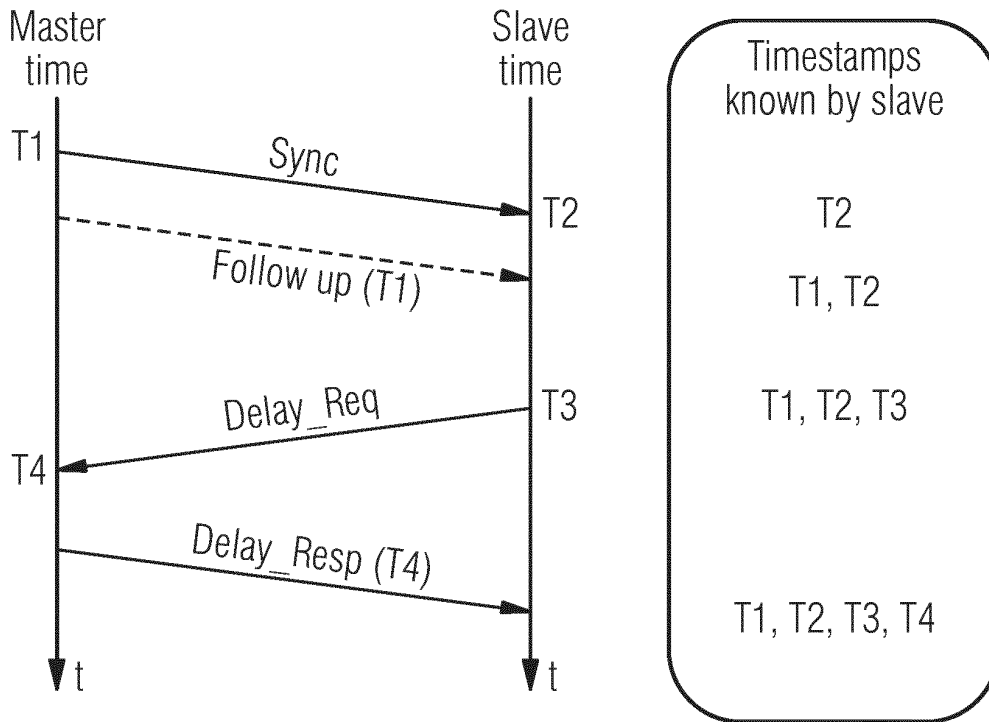 Master
time
Slave
time
Timestamps
known by slave
T1
Sync
T2
T2
Follow up (T1)
T1, T2
Delay_Req
T3
T1, T2, T3
T4
Delay_Resp (T4)
T1, T2, T3, T4
t
t